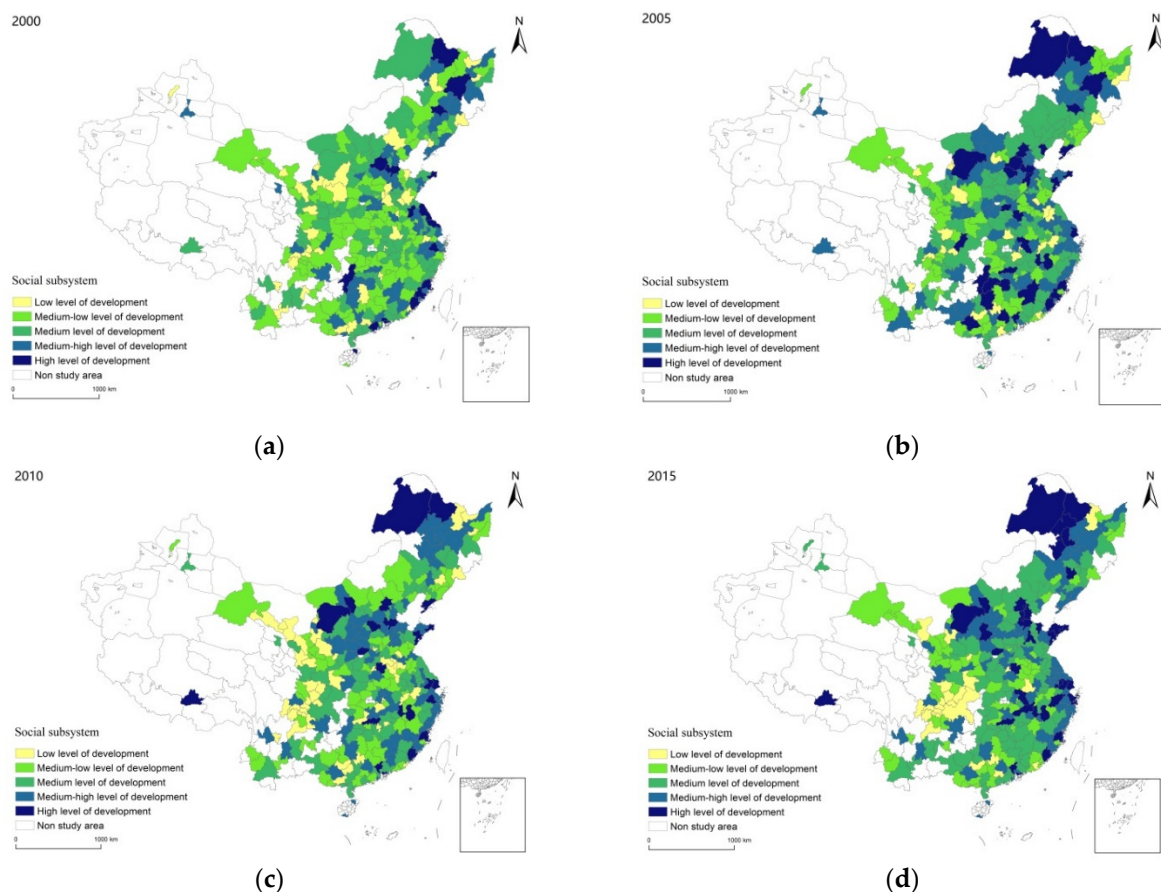 2000
N
Social subsystem
Low level of development
Medium-low level of development
Medium level of development
Medium-high level of development
High level of development
Non study area
0 1000 km
(a)
2005
N
Social subsystem
Low level of development
Medium-low level of development
Medium level of development
Medium-high level of development
High level of development
Non study area
0 1000 km
(b)
2010
N
Social subsystem
Low level of development
Medium-low level of development
Medium level of development
Medium-high level of development
High level of development
Non study area
0 1000 km
(c)
2015
N
Social subsystem
Low level of development
Medium-low level of development
Medium level of development
Medium-high level of development
High level of development
Non study area
0 1000 km
(d)